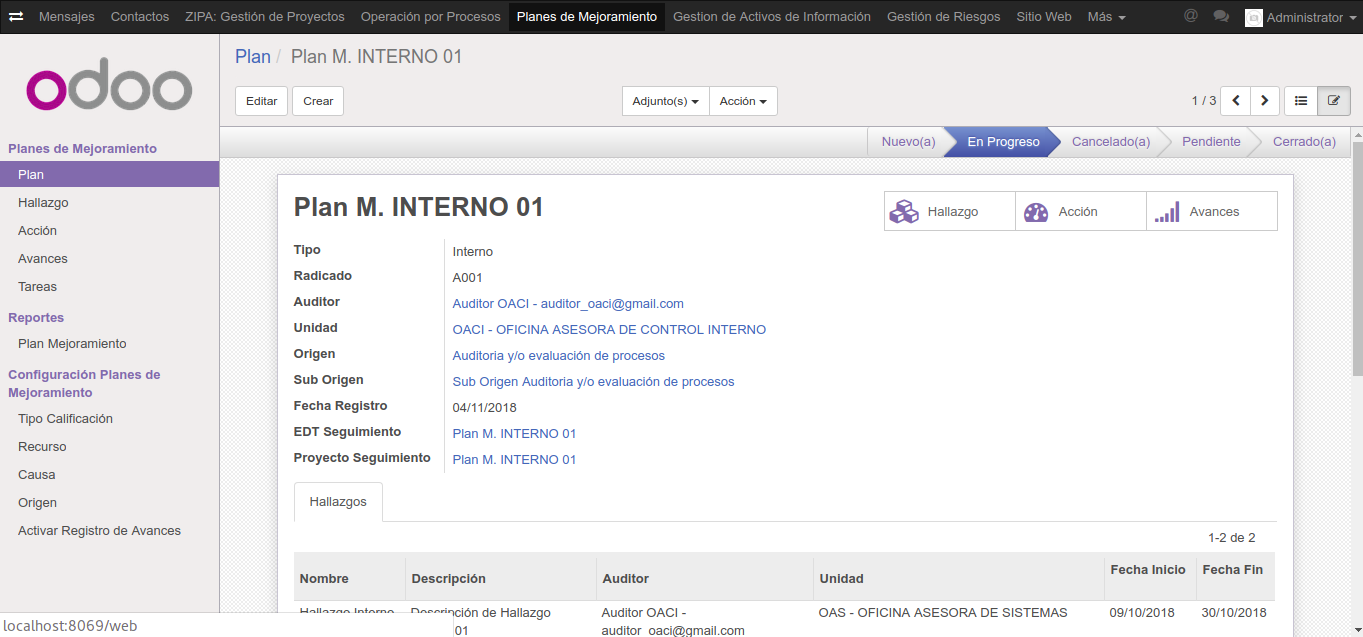 Mensajes Contactos ZIPA: Gestión de Proyectos Operación por Procesos Planes de Mejoramiento Gestion de Activos de Información Gestión de Riesgos Sitio Web Más @ Administrator
odoo
Planes de Mejoramiento
Plan
Hallazgo
Acción
Avances
Tareas
Reportes
Plan Mejoramiento
Configuración Planes de
Mejoramiento
Tipo Calificación
Recurso
Causa
Origen
Activar Registro de Avances
Plan / Plan M. INTERNO 01
Editar Crear Adjunto(s) Acción 1 / 3
Nuevo(a) En Progreso Cancelado(a) Pendiente Cerrado(a)
Plan M. INTERNO 01
Hallazgo Acción Avances
Tipo Interno
Radicado A001
Auditor Auditor OACI - auditor_oaci@gmail.com
Unidad OACI - OFICINA ASESORA DE CONTROL INTERNO
Origen Auditoria y/o evaluación de procesos
Sub Origen Sub Origen Auditoria y/o evaluación de procesos
Fecha Registro 04/11/2018
EDT Seguimiento Plan M. INTERNO 01
Proyecto Seguimiento Plan M. INTERNO 01
Hallazgos
1-2 de 2
Nombre Descripción Auditor Unidad Fecha Inicio Fecha Fin
Hallazgo Interno Descripción de Hallazgo Auditor OACI - OAS - OFICINA ASESORA DE SISTEMAS 09/10/2018 30/10/2018
01 auditor_oaci@gmail.com
localhost:8069/web